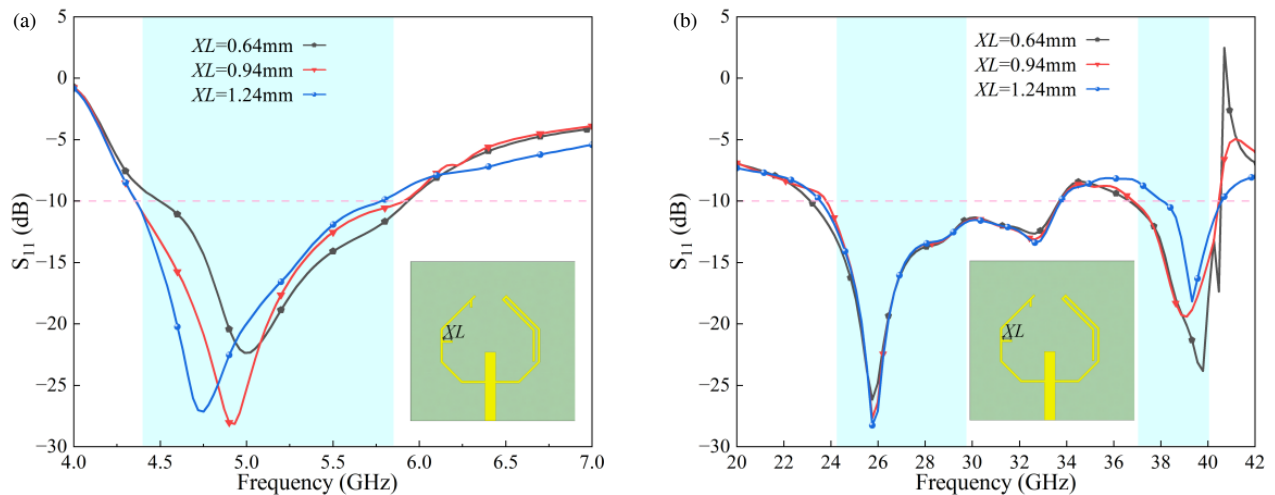 (a)
5
0
−5
−10
−15
−20
−25
−30
S11 (dB)
XL=0.64mm
XL=0.94mm
XL=1.24mm
XL
4.0 4.5 5.0 5.5 6.0 6.5 7.0
Frequency (GHz)
(b)
5
0
−5
−10
−15
−20
−25
−30
S11 (dB)
XL=0.64mm
XL=0.94mm
XL=1.24mm
XL
20 22 24 26 28 30 32 34 36 38 40 42
Frequency (GHz)